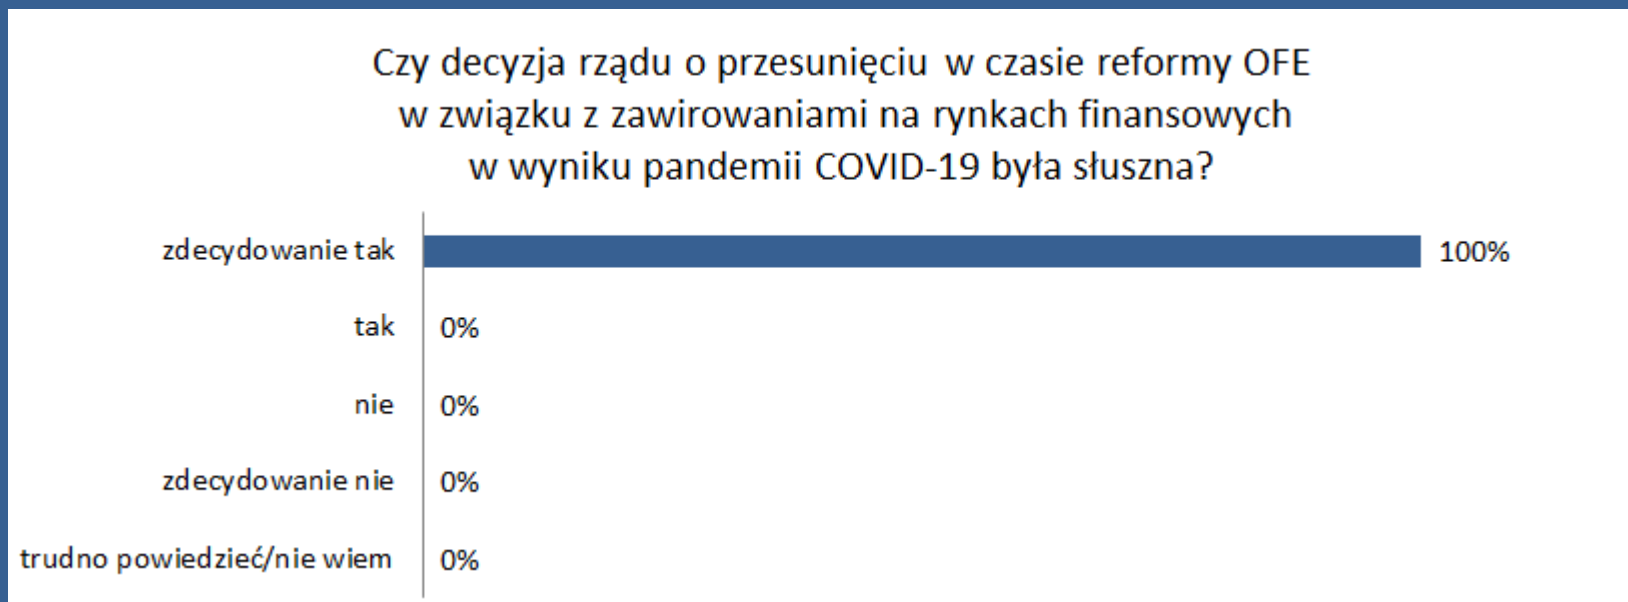 Czy decyzja rządu o przesunięciu w czasie reformy OFE
w związku z zawirowaniami na rynkach finansowych
w wyniku pandemii COVID-19 była słuszna?
zdecydowanie tak 100%
tak 0%
nie 0%
zdecydowanie nie 0%
trudno powiedzieć/nie wiem 0%